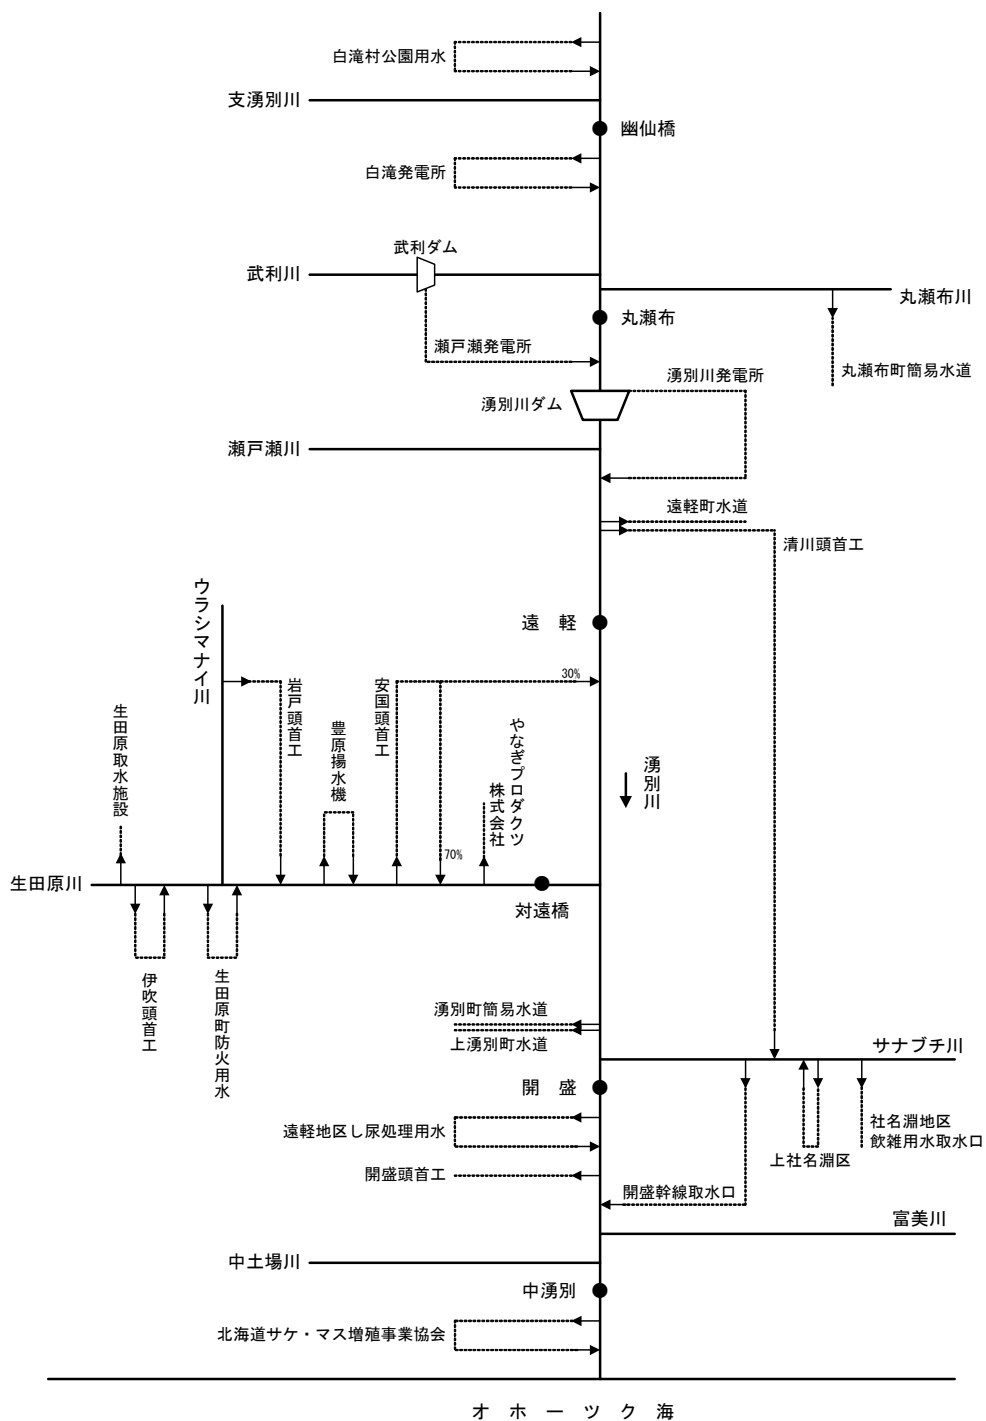 白滝村公園用水
支湧別川
幽仙橋
白滝発電所
武利ダム
武利川
丸瀬布川
丸瀬布
瀬戸瀬発電所
丸瀬布町簡易水道
湧別川発電所
湧別川ダム
瀬戸瀬川
遠軽町水道
清川頭首工
ウラシマナイ川
遠 軽
30%
岩戸頭首工
安国頭首工
生田原取水施設
豊原揚水機
やなぎプロダクツ
株式会社
湧別川
70%
生田原川
対遠橋
伊吹頭首工
生田原町防火用水
湧別町簡易水道
上湧別町水道
サナブチ川
開 盛
遠軽地区し尿処理用水
社名淵地区
飲雑用水取水口
上社名淵区
開盛頭首工
開盛幹線取水口
富美川
中土場川
中湧別
北海道サケ・マス増殖事業協会
オ ホ ー ツ ク 海